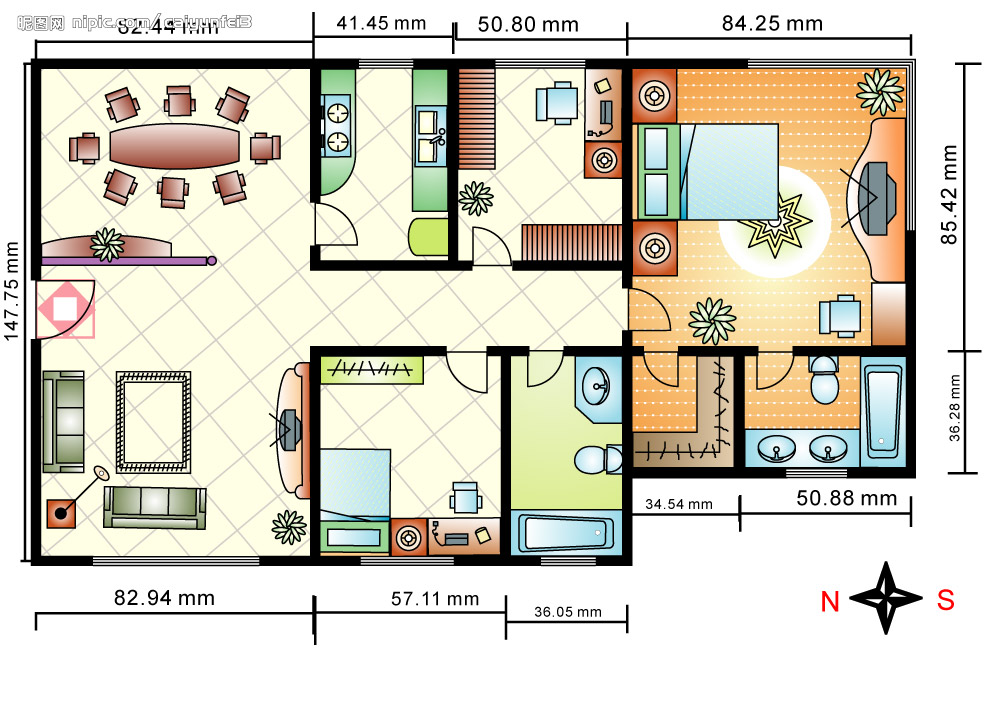 昵图网 nipic.com/caiyunfei3
82.44 mm
41.45 mm
50.80 mm
84.25 mm
147.75 mm
85.42 mm
36.28 mm
34.54 mm
50.88 mm
82.94 mm
57.11 mm
36.05 mm
N
S